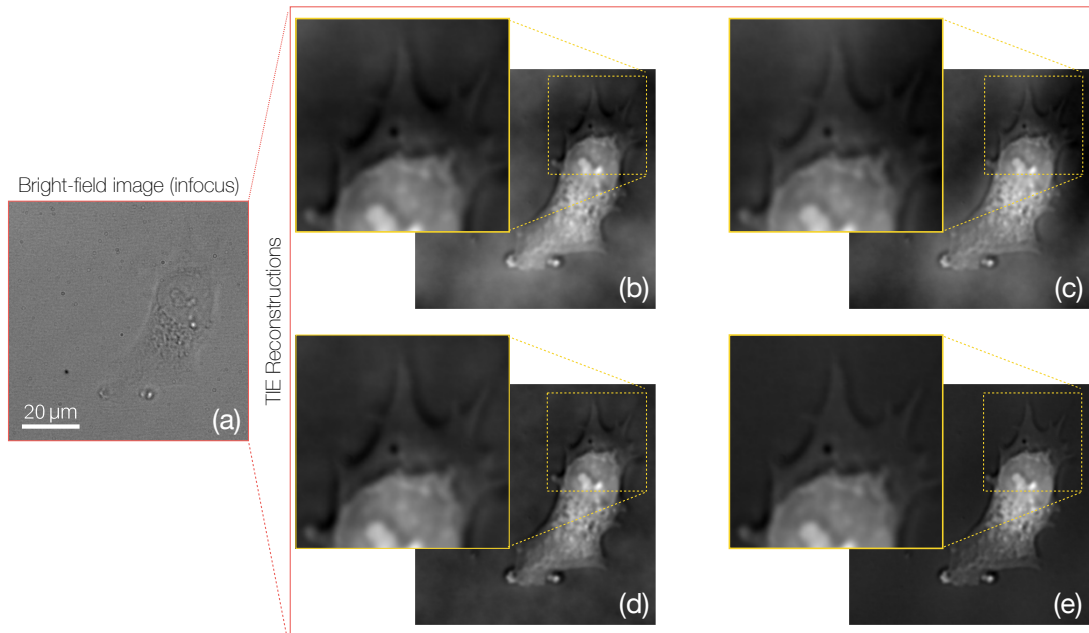 Bright-field image (infocus)
20 µm
(a)
TIE Reconstructions
(b)
(c)
(d)
(e)